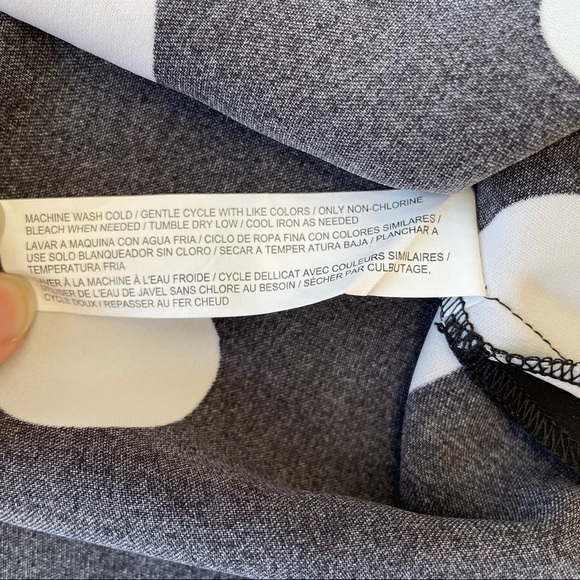 MACHINE WASH COLD / GENTLE CYCLE WITH LIKE COLORS / ONLY NON-CHLORINE
BLEACH WHEN NEEDED / TUMBLE DRY LOW / COOL IRON AS NEEDED
LAVAR A MAQUINA CON AGUA FRIA / CICLO DE ROPA FINA CON COLORES SIMILARES /
USE SOLO BLANQUEADOR SIN CLORO / SECAR A TEMPERATURA BAJA / PLANCHAR A
TEMPERATURA FRIA
LAVER À LA MACHINE À L'EAU FROIDE / CYCLE DELLICAT AVEC COULEURS SIMILAIRES /
UTILISER DE L'EAU DE JAVEL SANS CHLORE AU BESOIN / SÉCHER PAR CULBUTAGE,
CYCLE DOUX / REPASSER AU FER CHEUD